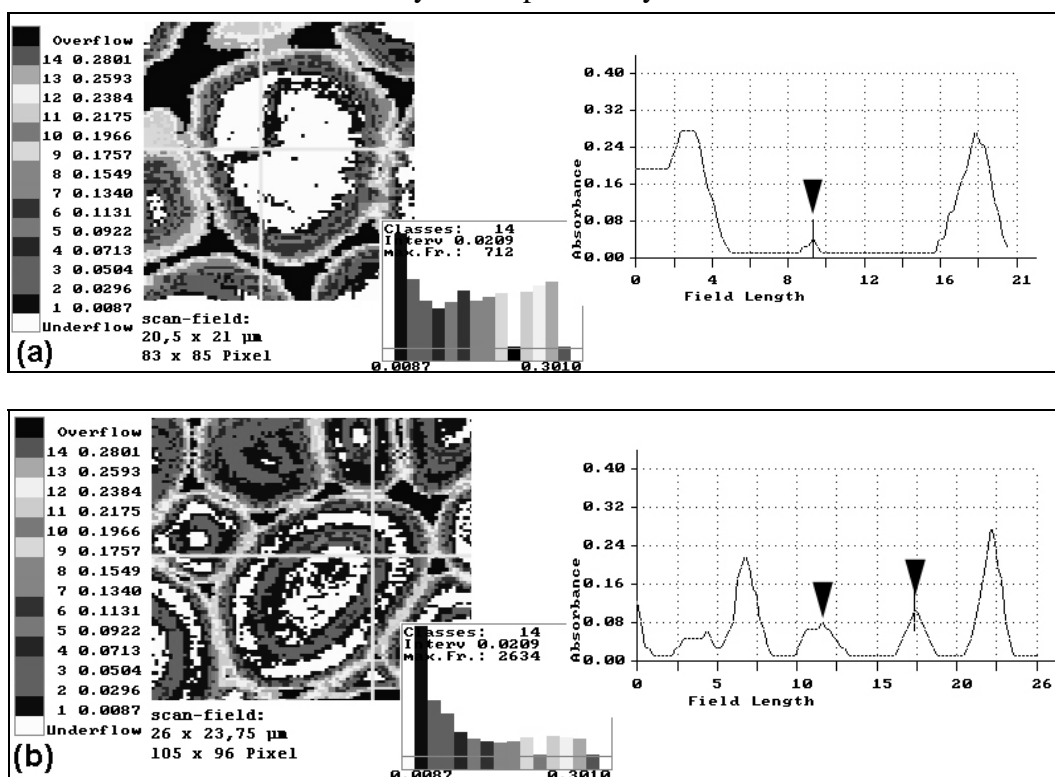 Overflow
14 0.2801
13 0.2593
12 0.2384
11 0.2175
10 0.1966
9 0.1757
8 0.1549
7 0.1340
6 0.1131
5 0.0922
4 0.0713
3 0.0504
2 0.0296
1 0.0087
Underflow
(a)
scan-field:
20,5 x 21 µm
83 x 85 Pixel
Classes: 14
Interv 0.0209
max.Fr.: 712
0.0087 0.3010
Absorbance
0.40
0.32
0.24
0.16
0.08
0.00
0 4 8 12 16 21
Field Length
Overflow
14 0.2801
13 0.2593
12 0.2384
11 0.2175
10 0.1966
9 0.1757
8 0.1549
7 0.1340
6 0.1131
5 0.0922
4 0.0713
3 0.0504
2 0.0296
1 0.0087
Underflow
(b)
scan-field:
26 x 23,75 µm
105 x 96 Pixel
Classes: 14
Interv 0.0209
max.Fr.: 2634
0.0087 0.3010
Absorbance
0.40
0.32
0.24
0.16
0.08
0.00
0 5 10 15 20 26
Field Length